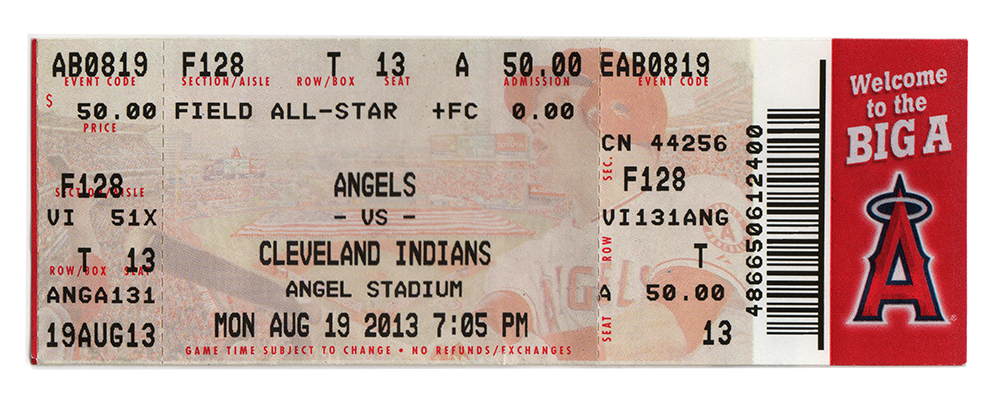 AB0819 F128 T 13 A 50.00 EAB0819
EVENT CODE SECTION/AISLE ROW/BOX SEAT ADMISSION EVENT CODE
$ 50.00 FIELD ALL-STAR +FC 0.00
PRICE
CN 44256
F128 ANGELS SEC. F128
SECTION/AISLE
VI 51X - VS - VI131ANG
T 13 CLEVELAND INDIANS ROW T
ROW/BOX SEAT
ANGA131 ANGEL STADIUM A 50.00
19AUG13 MON AUG 19 2013 7:05 PM SEAT 13
GAME TIME SUBJECT TO CHANGE • NO REFUNDS/EXCHANGES
486650612400
Welcome
to the
BIG A
A
®